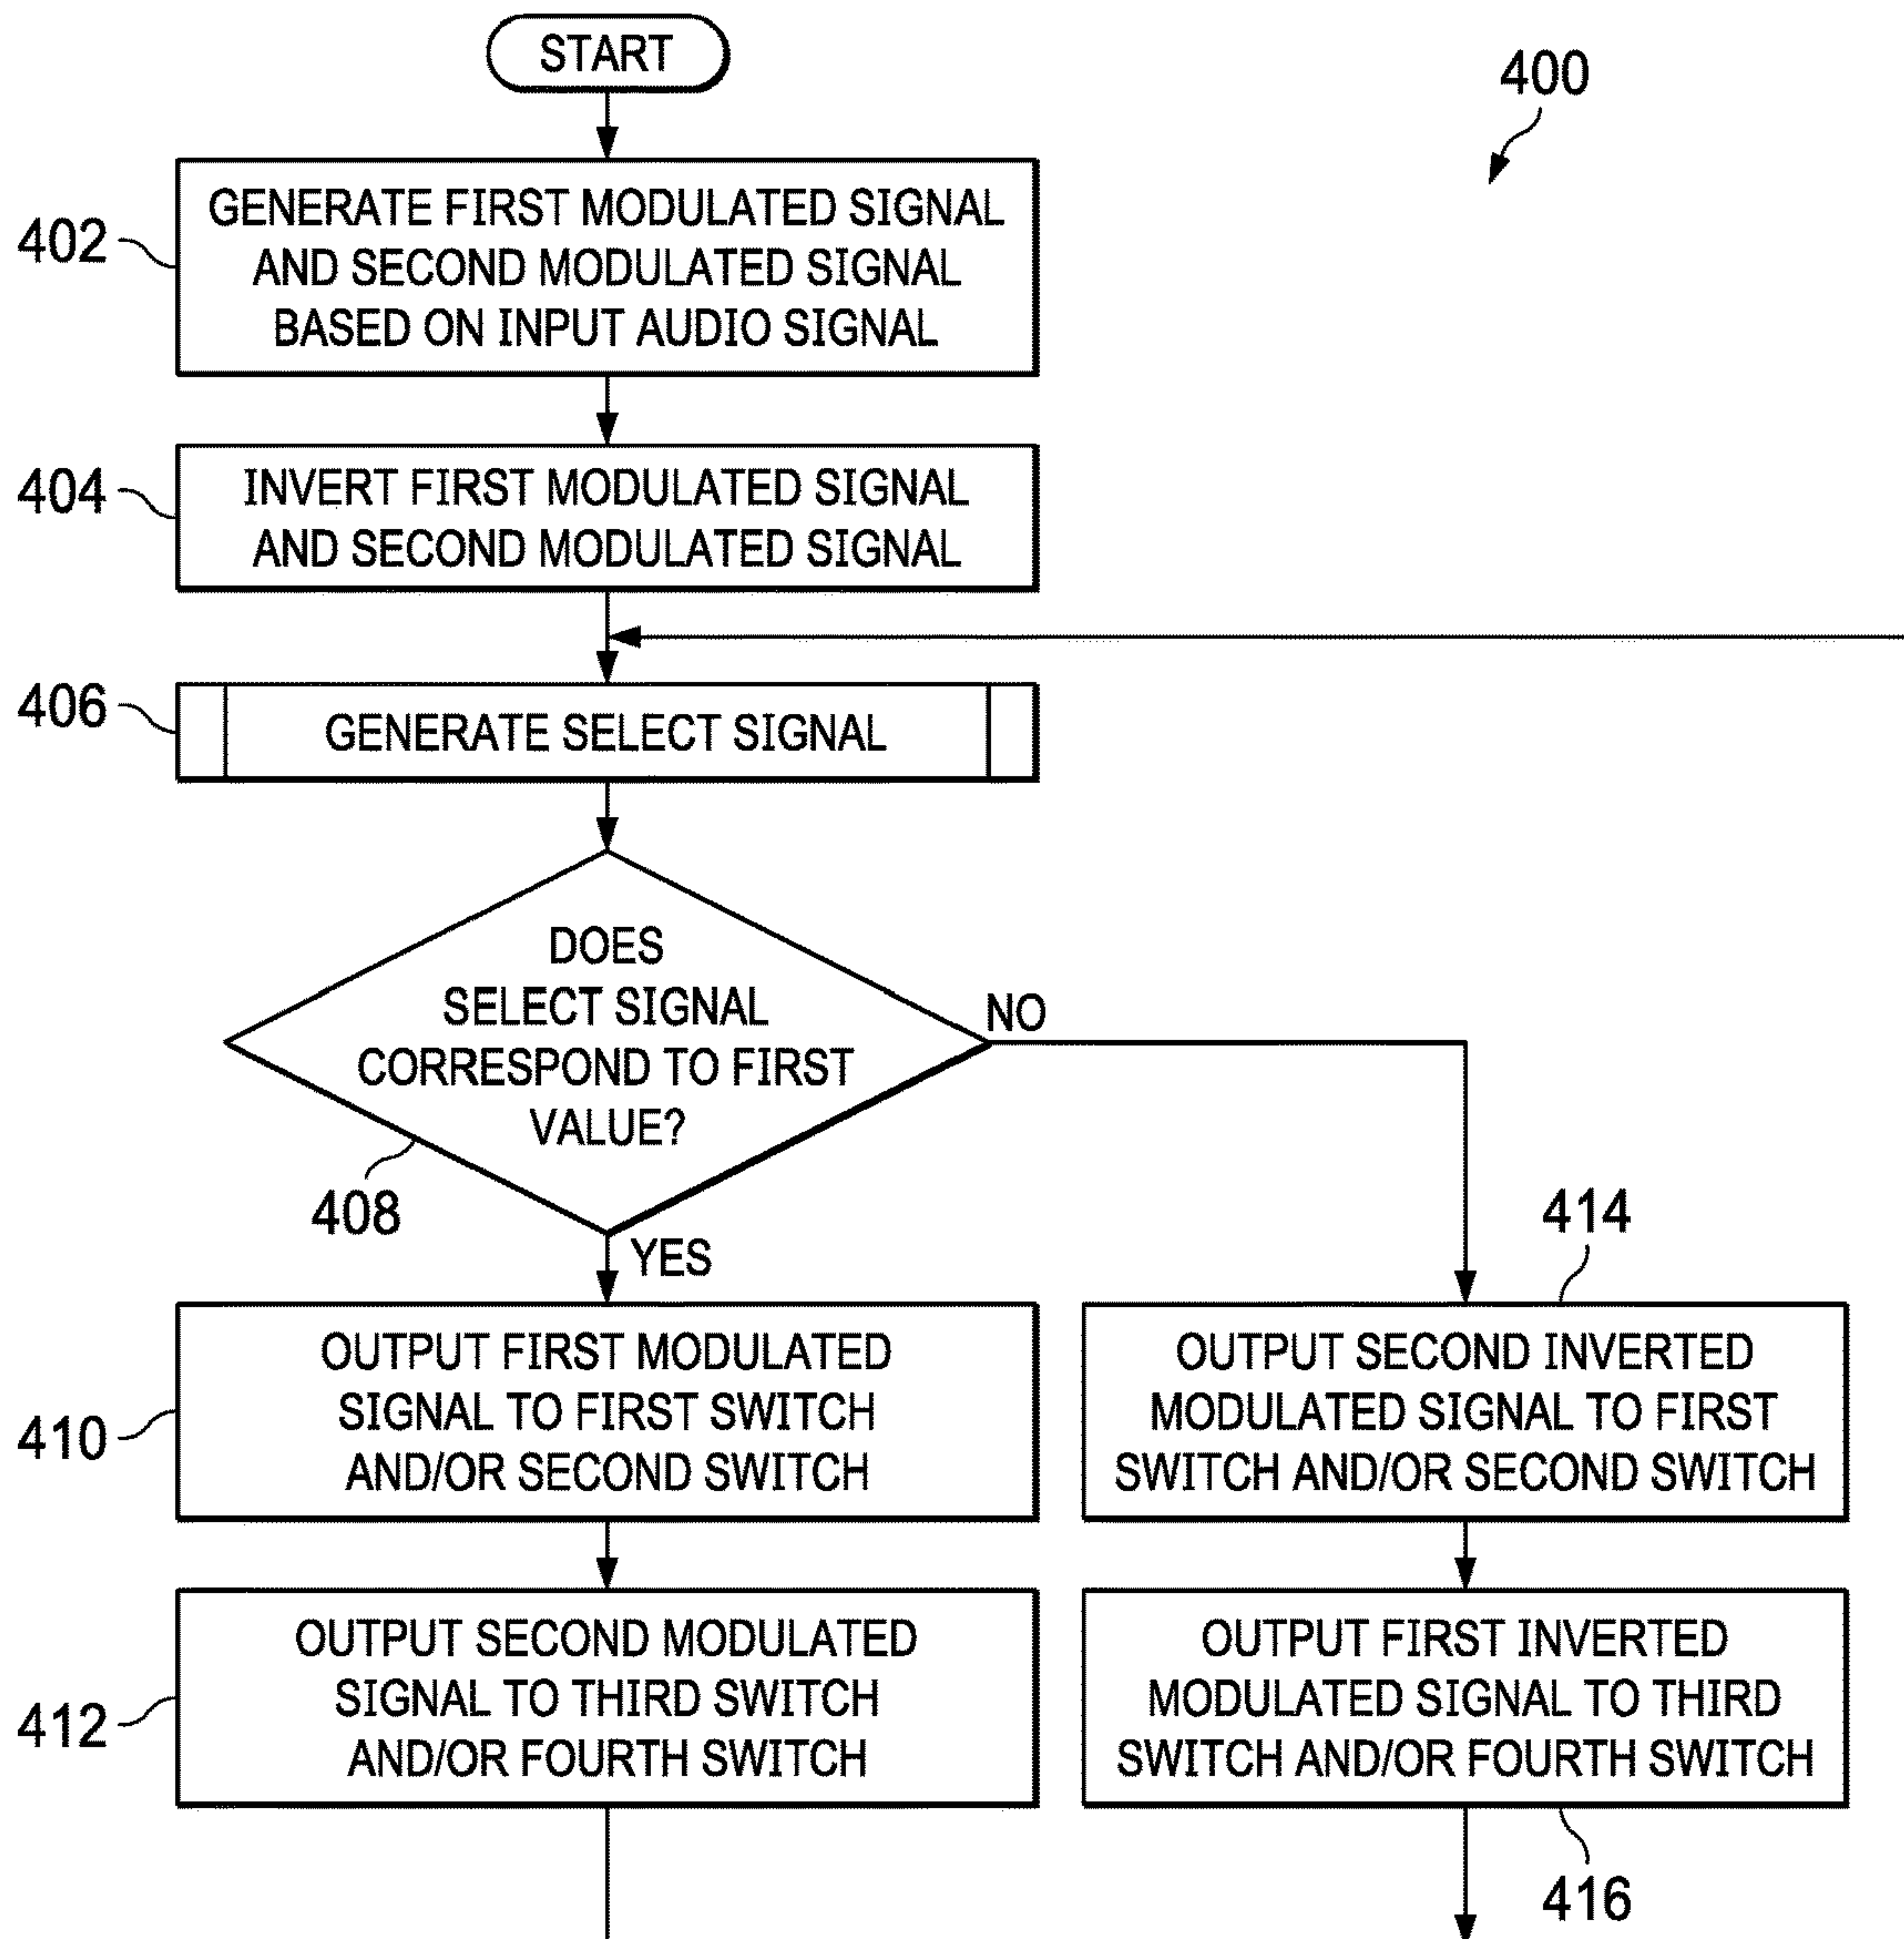 START
400
402
GENERATE FIRST MODULATED SIGNAL
AND SECOND MODULATED SIGNAL
BASED ON INPUT AUDIO SIGNAL
404
INVERT FIRST MODULATED SIGNAL
AND SECOND MODULATED SIGNAL
406
GENERATE SELECT SIGNAL
DOES
SELECT SIGNAL
CORRESPOND TO FIRST
VALUE?
NO
408
YES
410
OUTPUT FIRST MODULATED
SIGNAL TO FIRST SWITCH
AND/OR SECOND SWITCH
414
OUTPUT SECOND INVERTED
MODULATED SIGNAL TO FIRST
SWITCH AND/OR SECOND SWITCH
412
OUTPUT SECOND MODULATED
SIGNAL TO THIRD SWITCH
AND/OR FOURTH SWITCH
OUTPUT FIRST INVERTED
MODULATED SIGNAL TO THIRD
SWITCH AND/OR FOURTH SWITCH
416